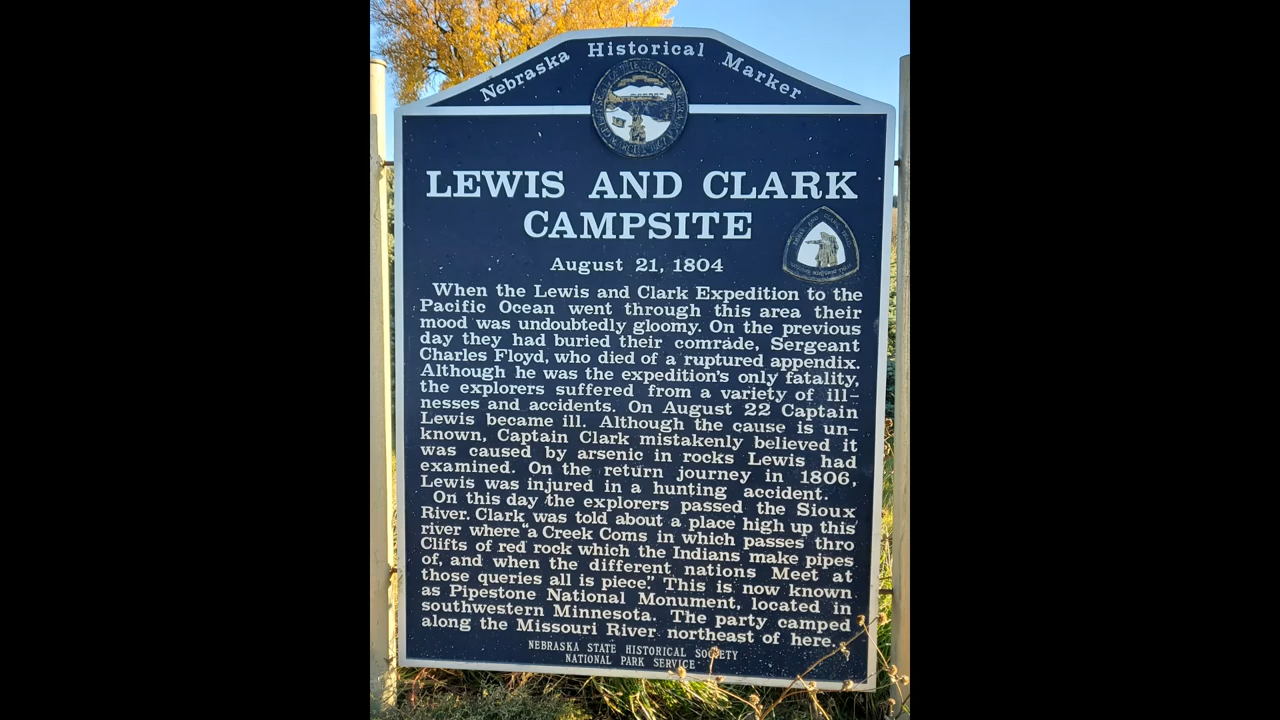 Nebraska Historical Marker
LEWIS AND CLARK
CAMPSITE
August 21, 1804
When the Lewis and Clark Expedition to the
Pacific Ocean went through this area their
mood was undoubtedly gloomy. On the previous
day they had buried their comrade, Sergeant
Charles Floyd, who died of a ruptured appendix.
Although he was the expedition's only fatality,
the explorers suffered from a variety of ill-
nesses and accidents. On August 22 Captain
Lewis became ill. Although the cause is un-
known, Captain Clark mistakenly believed it
was caused by arsenic in rocks Lewis had
examined. On the return journey in 1806,
Lewis was injured in a hunting accident.
On this day the explorers passed the Sioux
River. Clark was told about a place high up this
river where "a Creek Coms in which passes thro
Clifts of red rock which the Indians make pipes
of, and when the different nations Meet at
those queries all is piece." This is now known
as Pipestone National Monument, located in
southwestern Minnesota. The party camped
along the Missouri River northeast of here.
NEBRASKA STATE HISTORICAL SOCIETY
NATIONAL PARK SERVICE